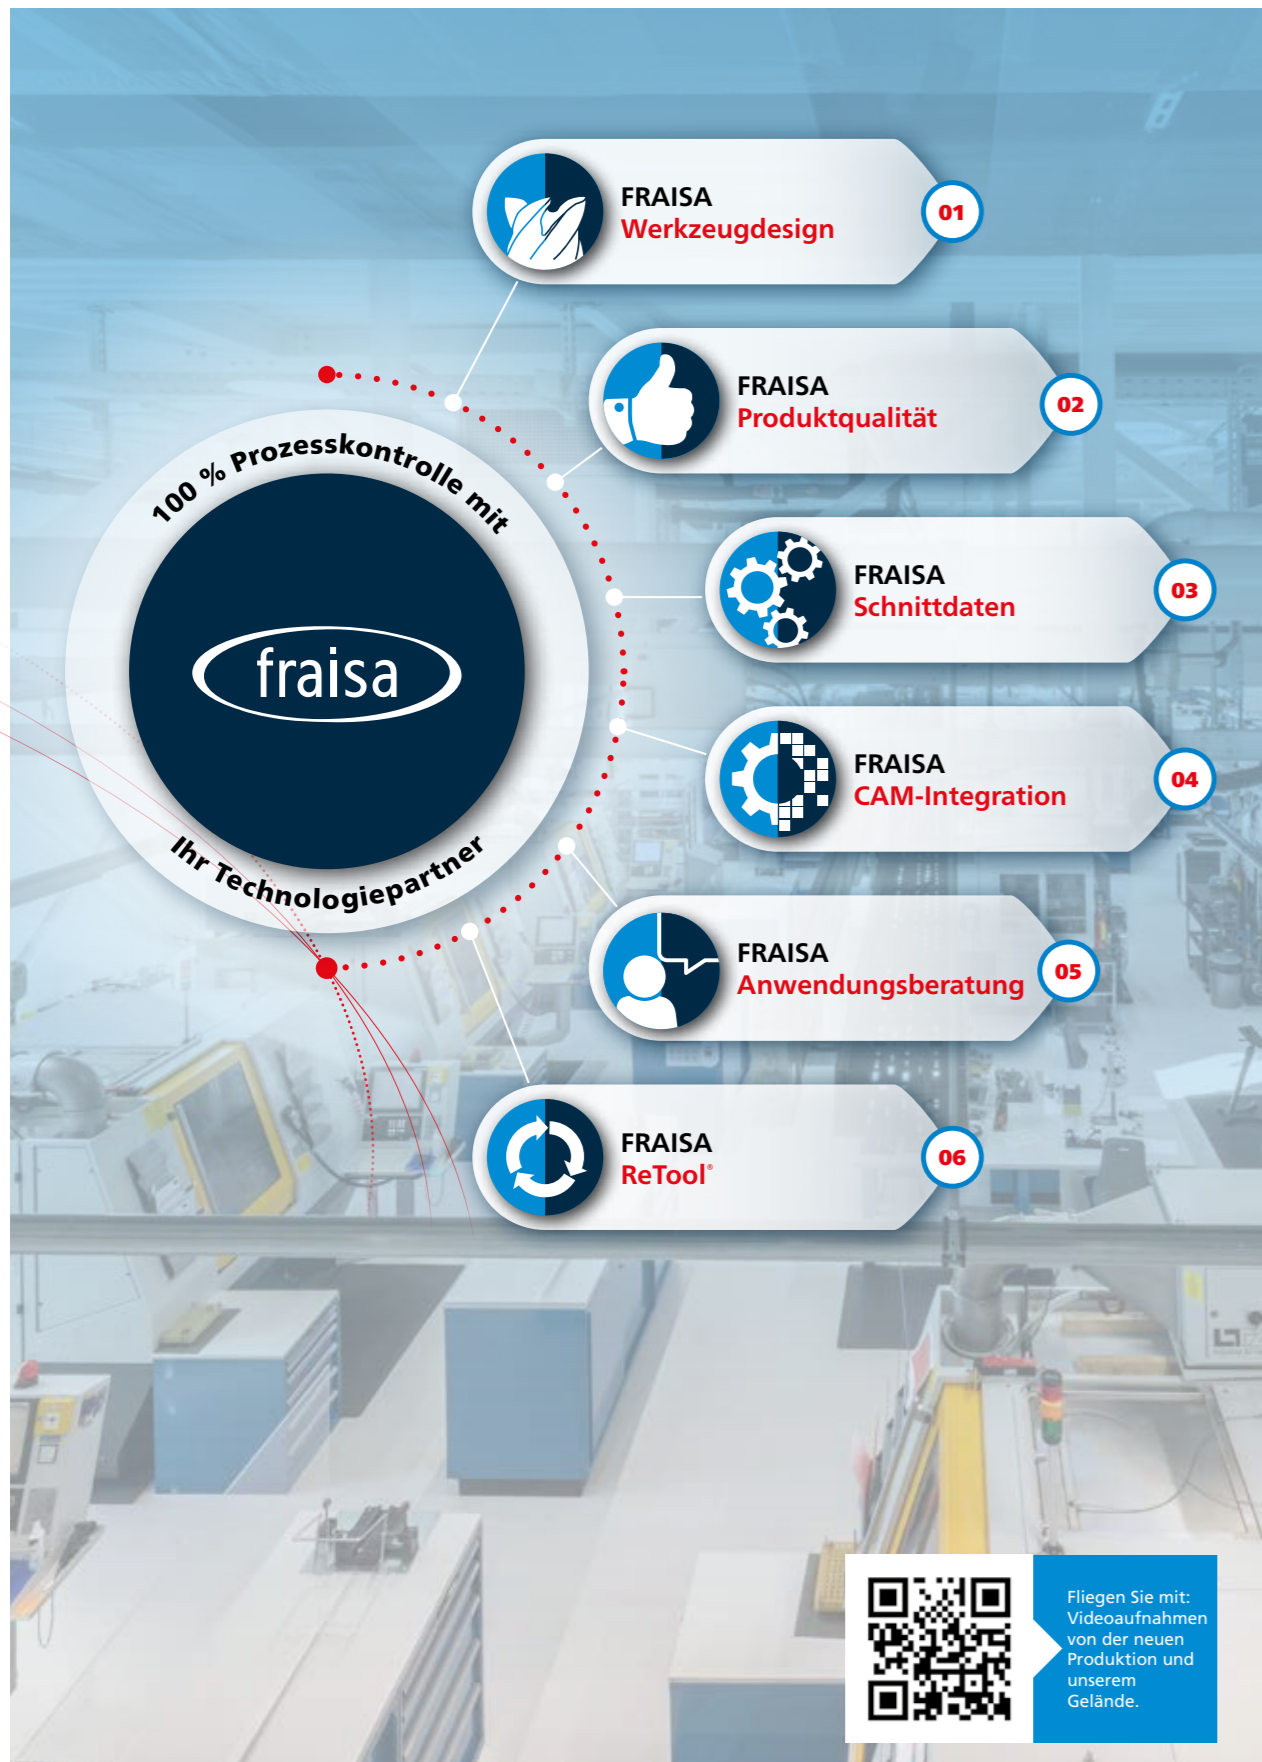 FRAISA
Werkzeugdesign
01
FRAISA
Produktqualität
02
100 % Prozesskontrolle mit
fraisa
Ihr Technologiepartner
FRAISA
Schnittdaten
03
FRAISA
CAM-Integration
04
FRAISA
Anwendungsberatung
05
FRAISA
ReTool®
06
Fliegen Sie mit:
Videoaufnahmen
von der neuen
Produktion und
unserem
Gelände.